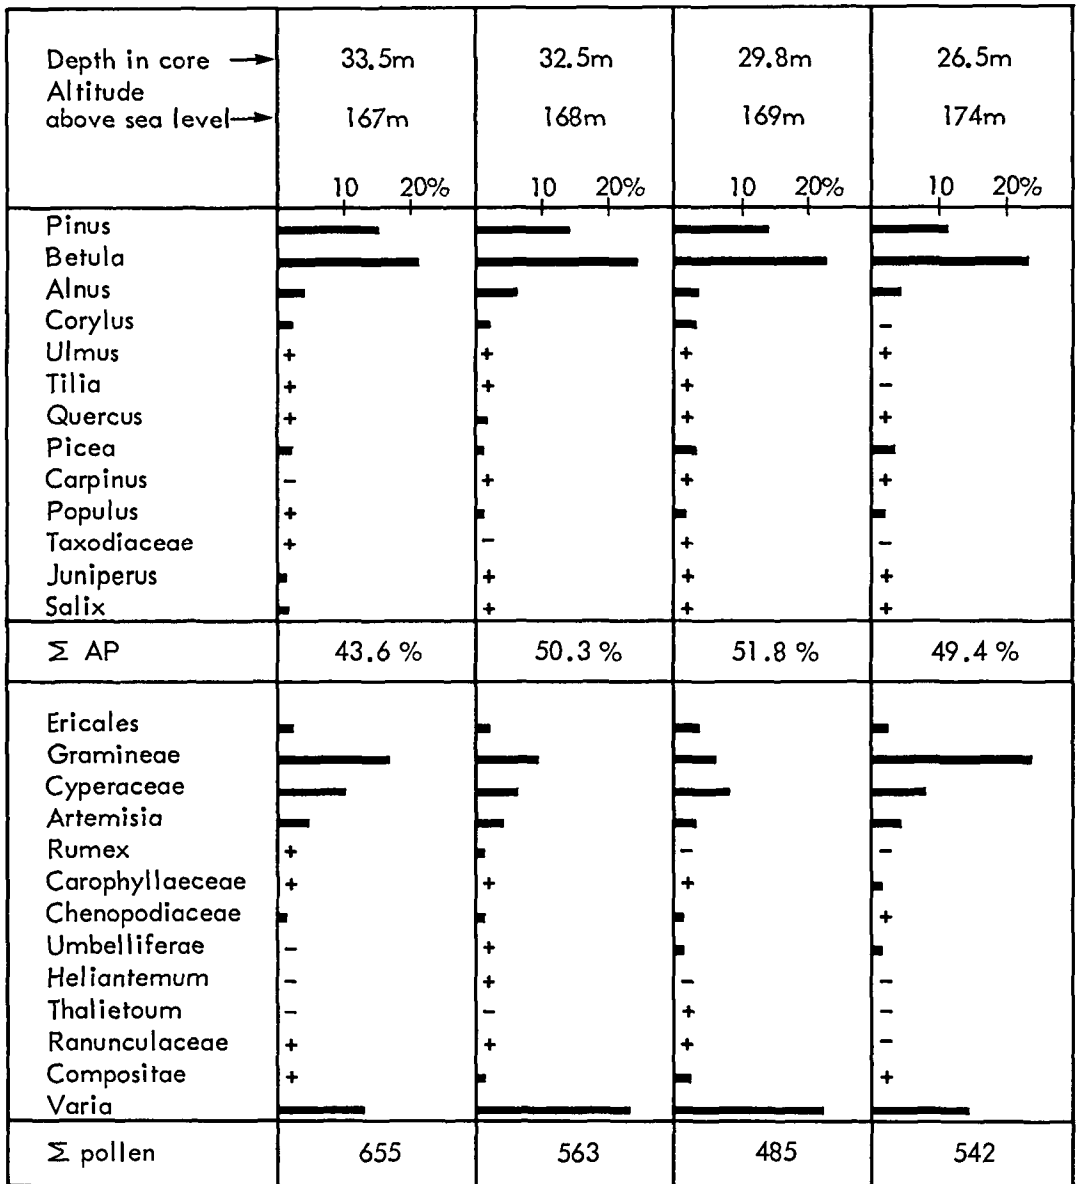 Depth in core → 33.5m 32.5m 29.8m 26.5m
Altitude
above sea level → 167m 168m 169m 174m
10 20% 10 20% 10 20% 10 20%
Pinus
Betula
Alnus
Corylus –
Ulmus + + + +
Tilia + + + –
Quercus + + +
Picea
Carpinus – + + +
Populus +
Taxodiaceae + – + –
Juniperus + + +
Salix + + +
Σ AP 43.6 % 50.3 % 51.8 % 49.4 %
Ericales
Gramineae
Cyperaceae
Artemisia
Rumex + – –
Carophyllaeceae + + +
Chenopodiaceae +
Umbelliferae – +
Heliantemum – + – –
Thalietoum – – + –
Ranunculaceae + + + –
Compositae + +
Varia
Σ pollen 655 563 485 542